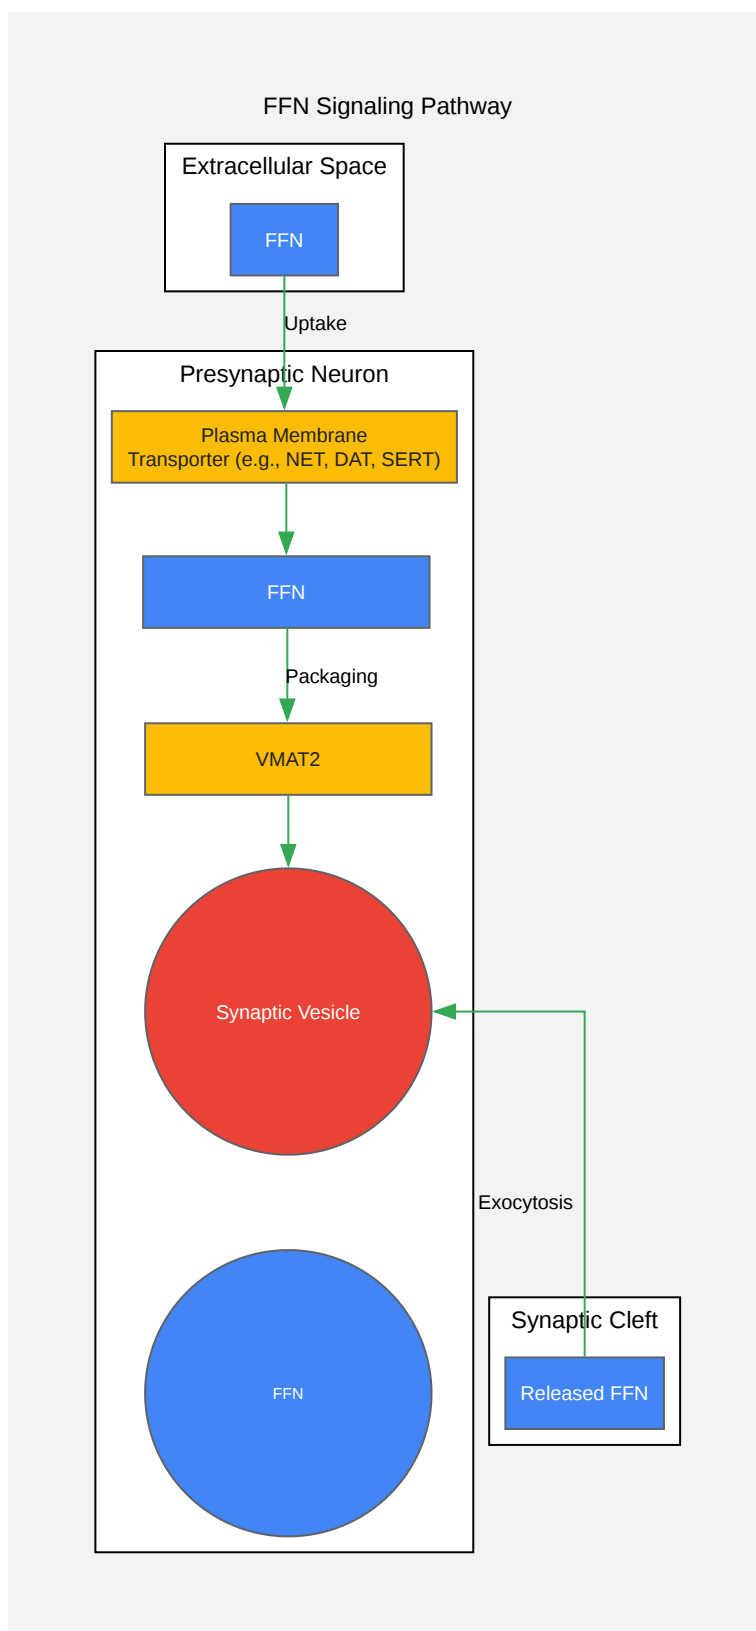 FFN Signaling Pathway
Extracellular Space
FFN
Uptake
Presynaptic Neuron
Plasma Membrane
Transporter (e.g., NET, DAT, SERT)
FFN
Packaging
VMAT2
Synaptic Vesicle
Exocytosis
Synaptic Cleft
Released FFN
FFN